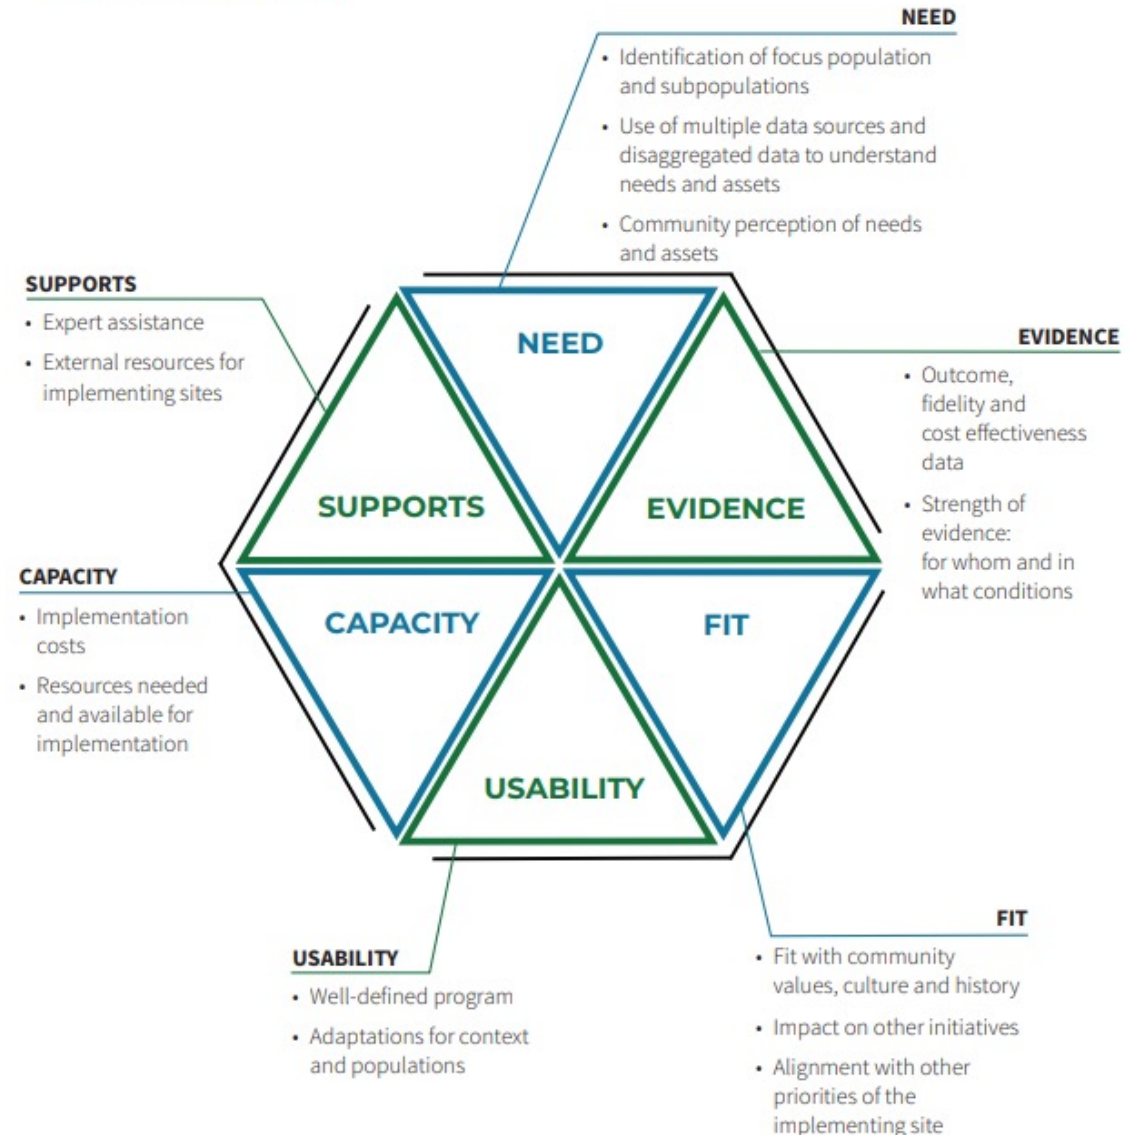 NEED
• Identification of focus population
and subpopulations
• Use of multiple data sources and
disaggregated data to understand
needs and assets
• Community perception of needs
and assets
SUPPORTS
• Expert assistance
• External resources for
implementing sites
EVIDENCE
• Outcome,
fidelity and
cost effectiveness
data
• Strength of
evidence:
for whom and in
what conditions
NEED
SUPPORTS
EVIDENCE
CAPACITY
FIT
USABILITY
CAPACITY
• Implementation
costs
• Resources needed
and available for
implementation
USABILITY
• Well-defined program
• Adaptations for context
and populations
FIT
• Fit with community
values, culture and history
• Impact on other initiatives
• Alignment with other
priorities of the
implementing site